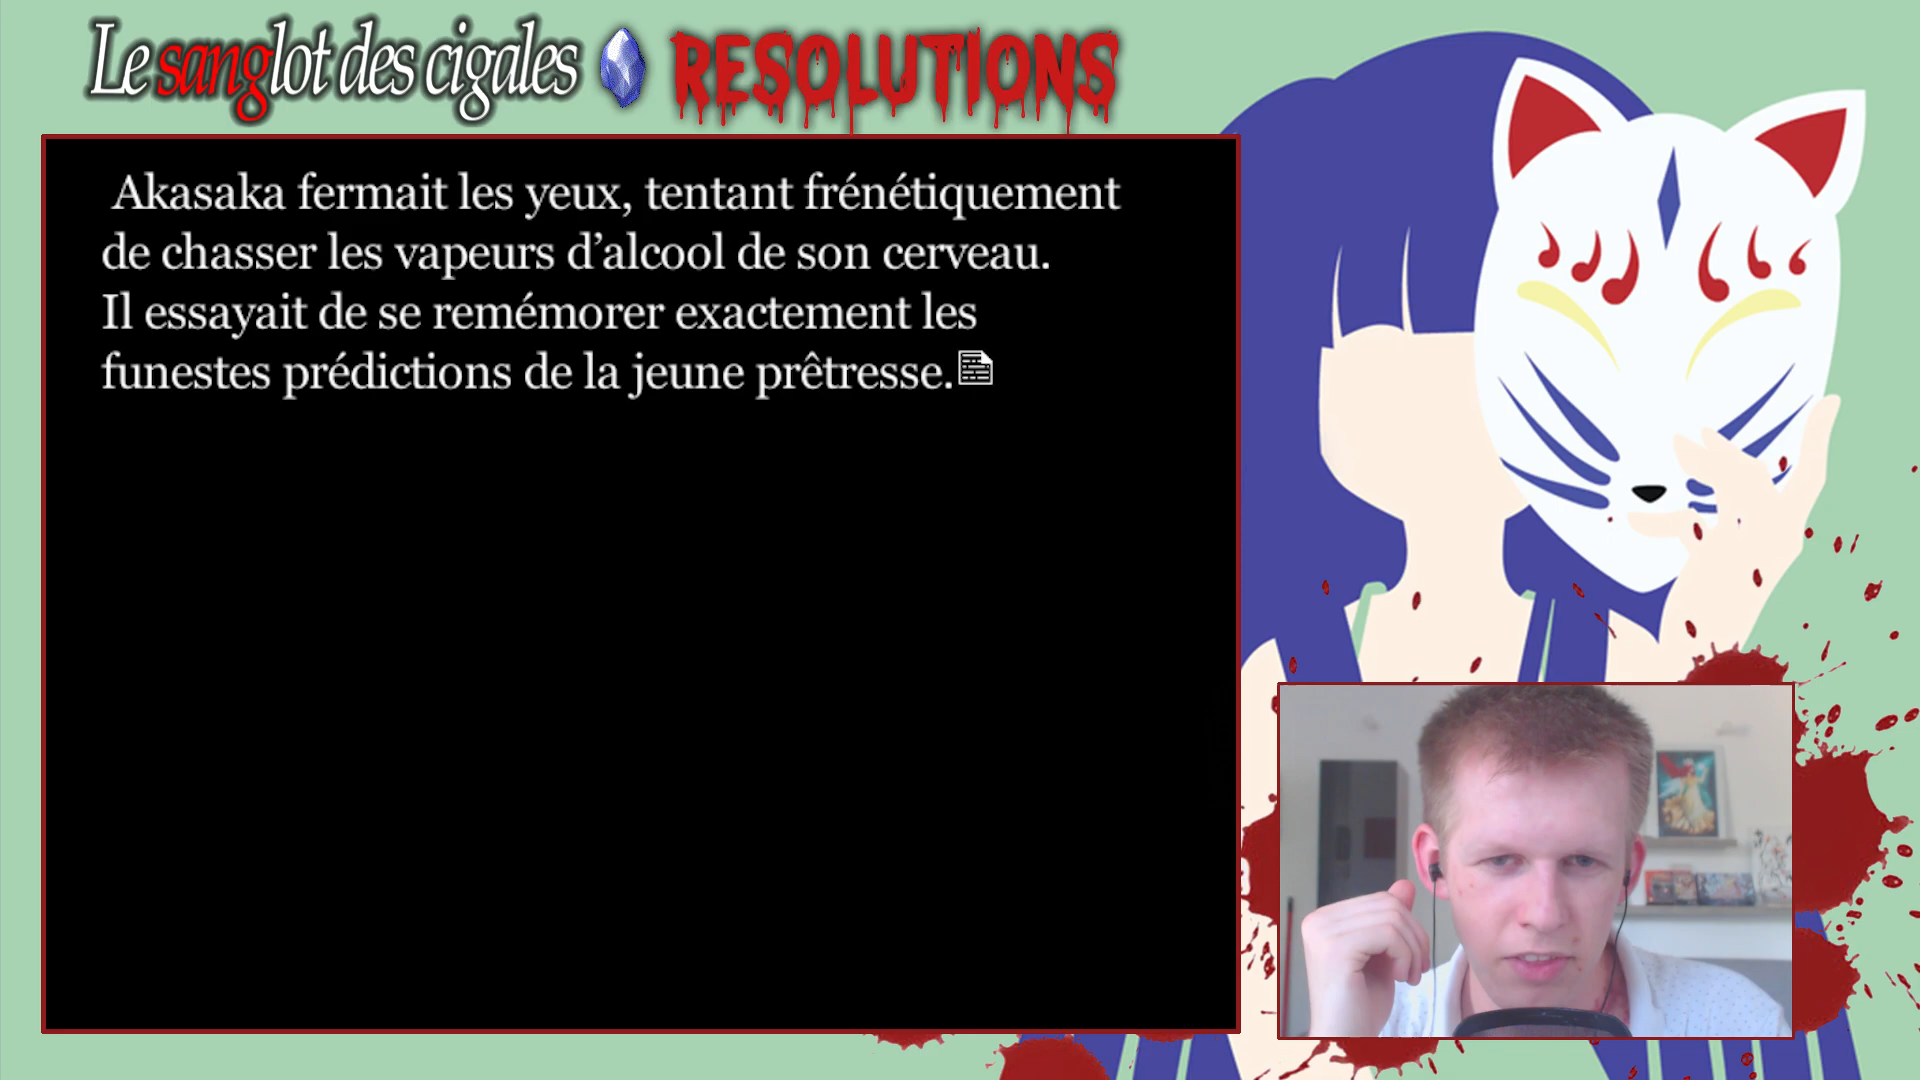 Le sanglot des cigales RESOLUTIONS
Akasaka fermait les yeux, tentant frénétiquement
de chasser les vapeurs d’alcool de son cerveau.
Il essayait de se remémorer exactement les
funestes prédictions de la jeune prêtresse.